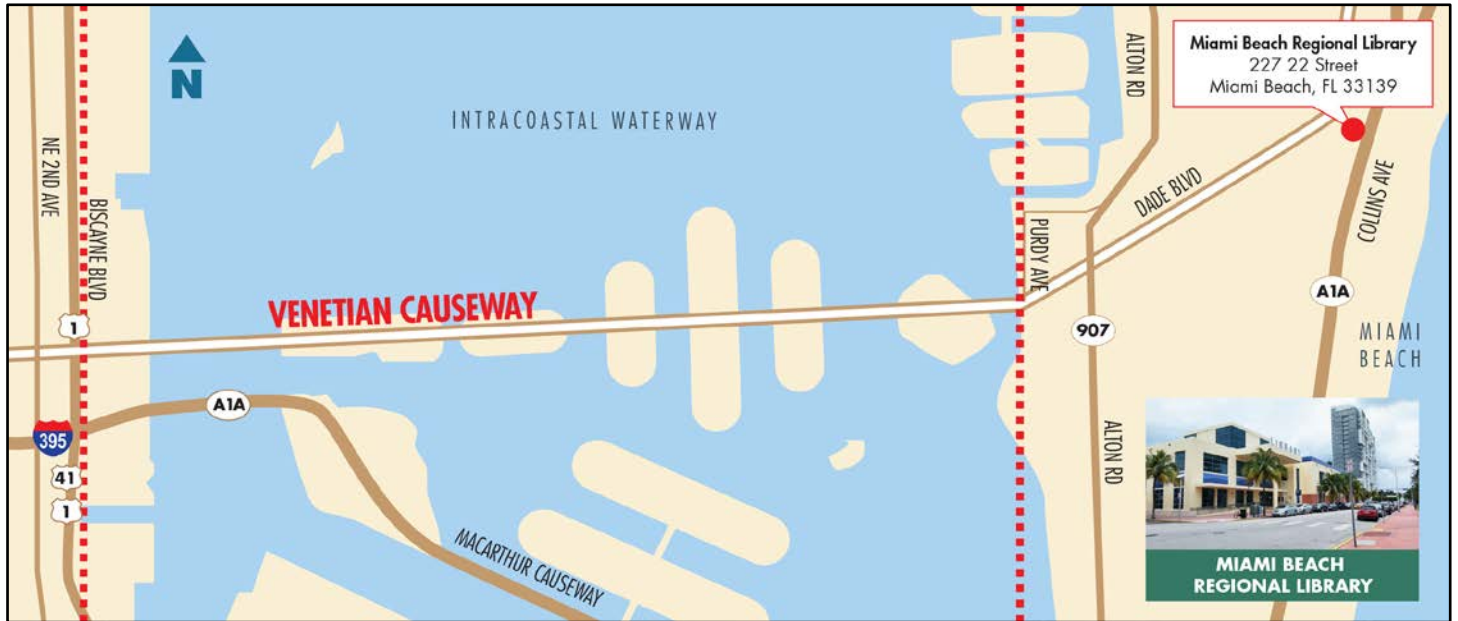 N
INTRACOASTAL WATERWAY
ALTON RD
Miami Beach Regional Library
227 22 Street
Miami Beach, FL 33139
NE 2ND AVE
BISCAYNE BLVD
DADE BLVD
COLLINS AVE
PURDY AVE
VENETIAN CAUSEWAY
1
A1A
907
MIAMI
BEACH
A1A
395
41
1
ALTON RD
MACARTHUR CAUSEWAY
LIBRARY
MIAMI BEACH
REGIONAL LIBRARY